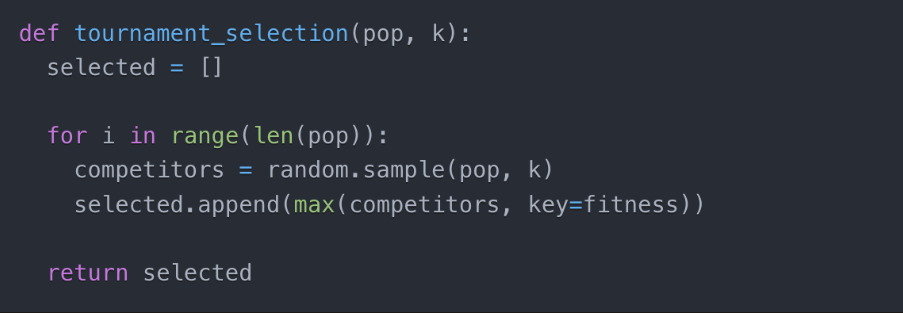 def tournament_selection(pop, k):
  selected = []

  for i in range(len(pop)):
    competitors = random.sample(pop, k)
    selected.append(max(competitors, key=fitness))

  return selected